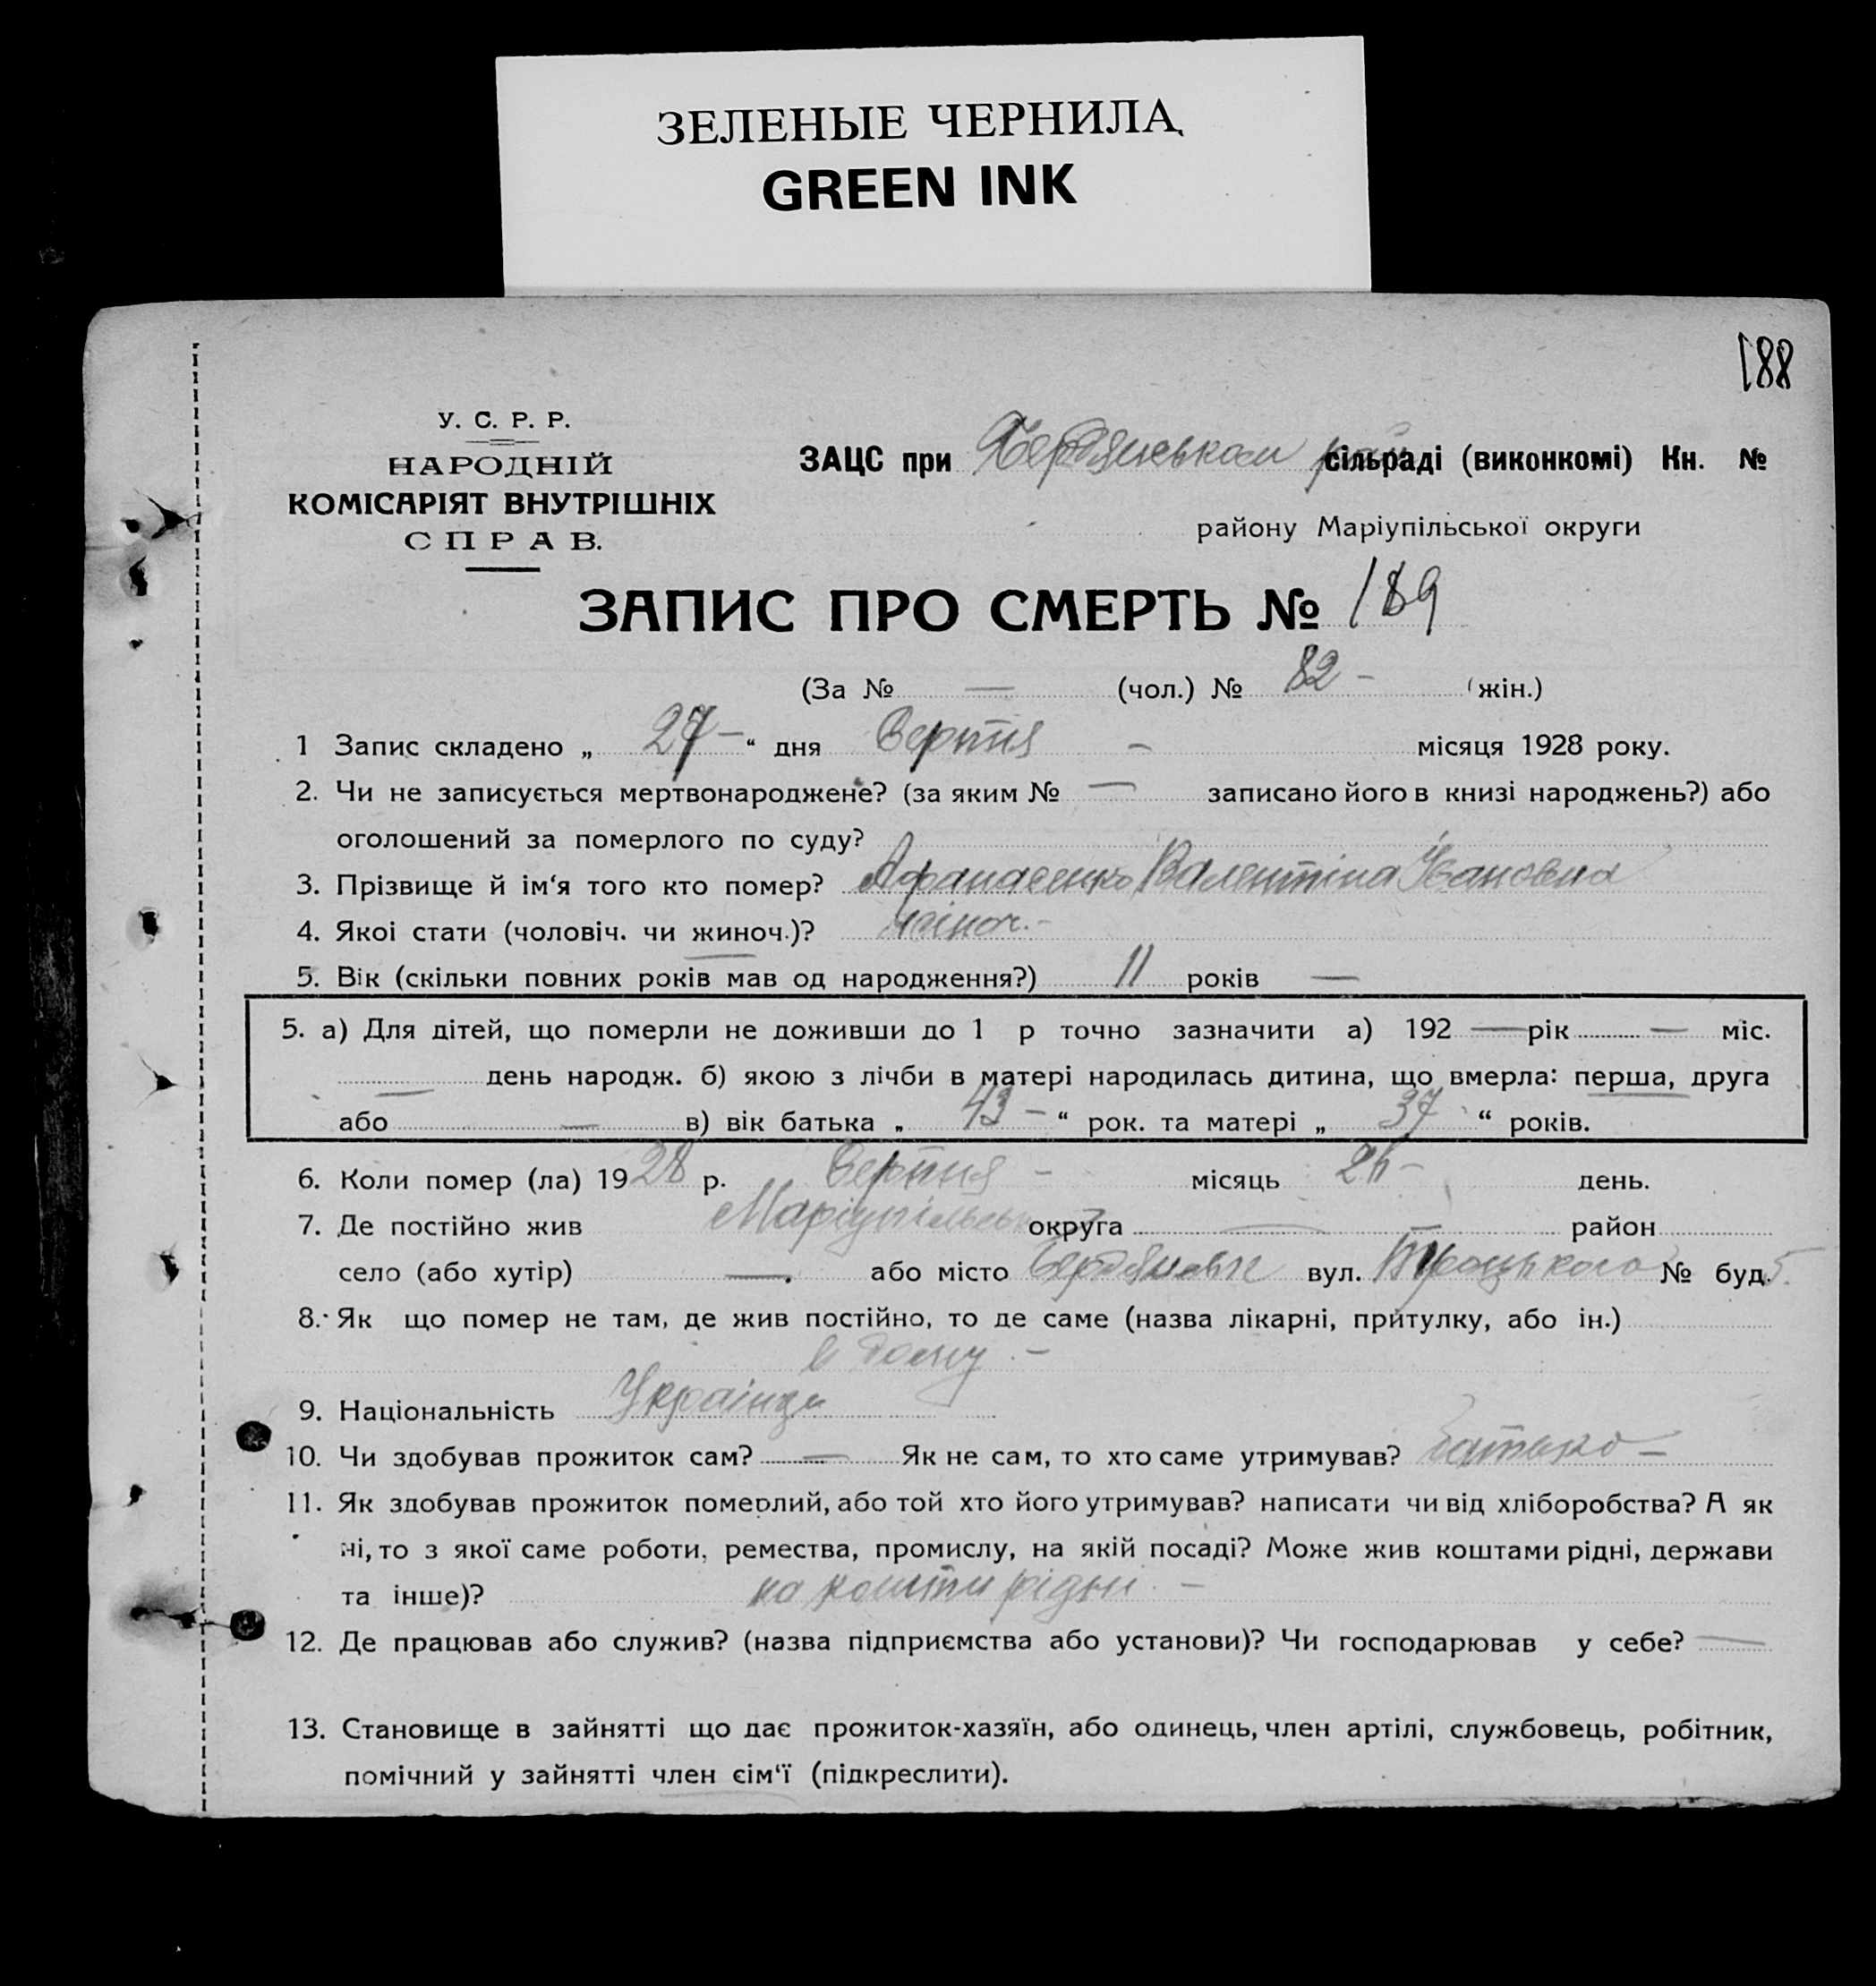 ЗЕЛЕНЫЕ ЧЕРНИЛА
GREEN INK
188
У. С. Р. Р.
НАРОДНІЙ
КОМІСАРІЯТ ВНУТРІШНІХ
СПРАВ.
ЗАЦС при Бердянськом рай сільраді (виконкомі) Кн. №
району Маріупільської округи
ЗАПИС ПРО СМЕРТЬ № 189
(За № — (чол.) № 82 – (жін.)
1 Запис складено „ 27 – “ дня Серпня – місяця 1928 року.
2. Чи не записується мертвонароджене? (за яким № — записано його в книзі народжень?) або
оголошений за померлого по суду?
3. Прізвище й ім‘я того кто помер? Афанасенко Валентіна Івановна
4. Якоі стати (чоловіч. чи жиноч.)? жіноч. –
5. Вік (скільки повних років мав од народження?) 11 років —
5. а) Для дітей, що померли не доживши до 1 р точно зазначити а) 192 — рік — міс.
— день народж. б) якою з лічби в матері народилась дитина, що вмерла: перша, друга
або — в) вік батька „ 43 – “ рок. та матері „ 37 “ років.
6. Коли помер (ла) 1928 р. Серпня – місяць 26 – день.
7. Де постійно жив Маріупільськ округа — район
село (або хутір) — . або місто Бердянськ вул. Троцького № буд. 5.
8. Як що помер не там, де жив постійно, то де саме (назва лікарні, притулку, або ін.)
в дому . –
9. Національність Українц
10. Чи здобував прожиток сам? — Як не сам, то хто саме утримував? батько –
11. Як здобував прожиток померлий, або той хто його утримував? написати чи від хліборобства? А як
ні, то з якої саме роботи, ремества, промислу, на якій посаді? Може жив коштами рідні, держави
та інше)? на кошти рідні . –
12. Де працював або служив? (назва підприємства або установи)? Чи господарював у себе? —
13. Становище в зайнятті що дає прожиток-хазяїн, або одинець, член артілі, службовець, робітник,
помічний у зайнятті член єім‘ї (підкреслити).